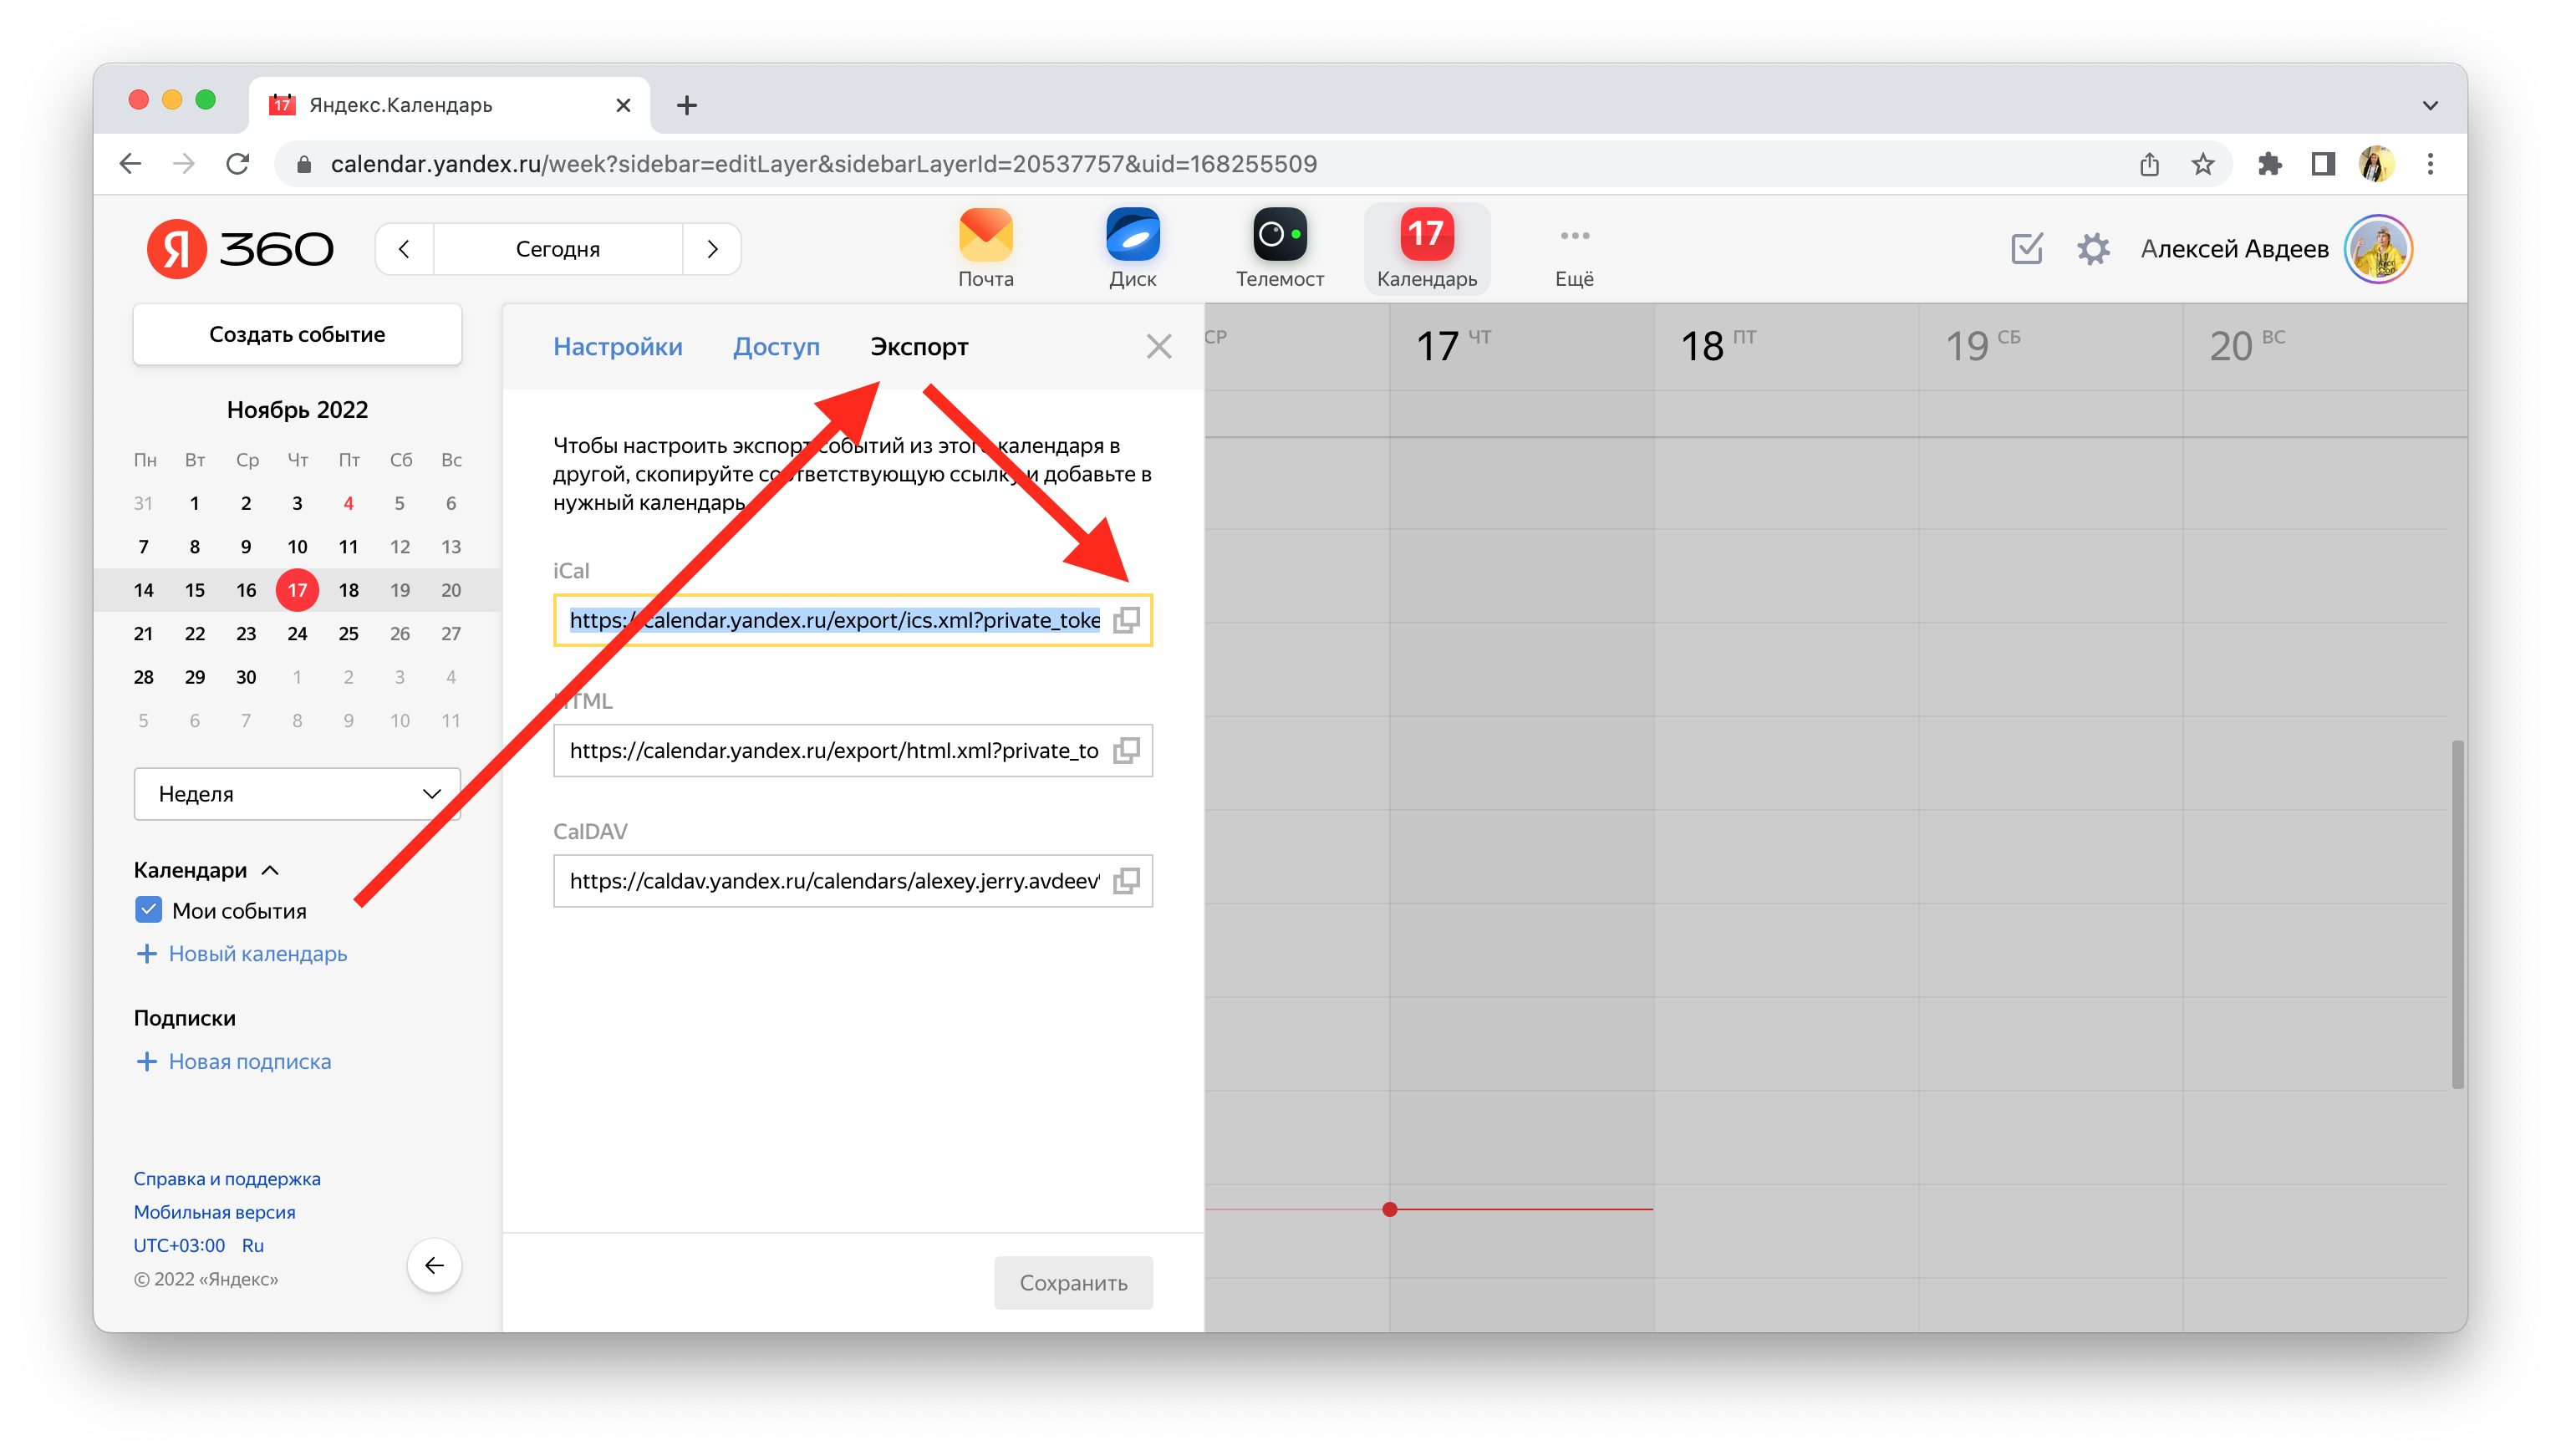 17 Яндекс.Календарь
calendar.yandex.ru/week?sidebar=editLayer&sidebarLayerId=20537757&uid=168255509
Я 360
Сегодня
Почта
Диск
Телемост
17
Календарь
Ещё
Алексей Авдеев
Создать событие
Ноябрь 2022
Пн Вт Ср Чт Пт Сб Вс
31 1 2 3 4 5 6
7 8 9 10 11 12 13
14 15 16 17 18 19 20
21 22 23 24 25 26 27
28 29 30 1 2 3 4
5 6 7 8 9 10 11
Неделя
Календари
Мои события
Новый календарь
Подписки
Новая подписка
Справка и поддержка
Мобильная версия
UTC+03:00 Ru
© 2022 «Яндекс»
Настройки Доступ Экспорт
Чтобы настроить экспорт событий из этого календаря в
другой, скопируйте соответствующую ссылку и добавьте в
нужный календарь
iCal
https://calendar.yandex.ru/export/ics.xml?private_toke
HTML
https://calendar.yandex.ru/export/html.xml?private_to
CalDAV
https://caldav.yandex.ru/calendars/alexey.jerry.avdeev
Сохранить
СР
17 ЧТ
18 ПТ
19 СБ
20 ВС